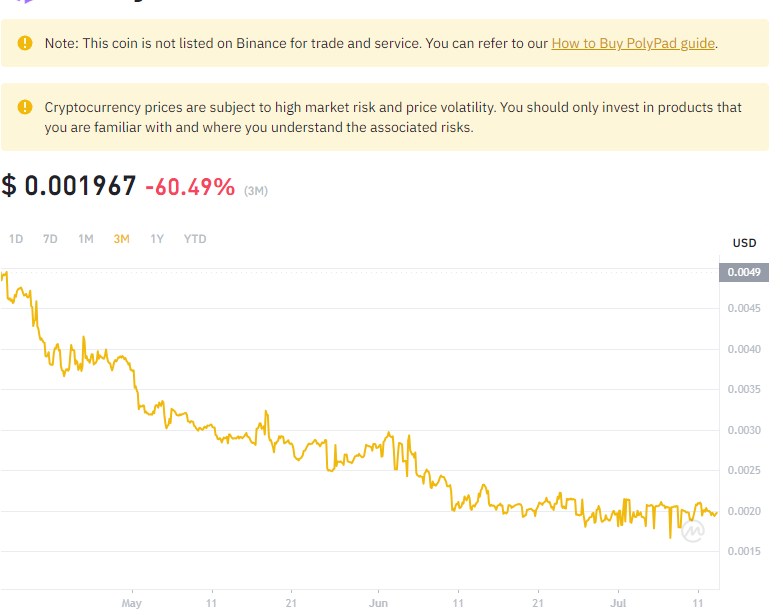 Note: This coin is not listed on Binance for trade and service. You can refer to our How to Buy PolyPad guide.
Cryptocurrency prices are subject to high market risk and price volatility. You should only invest in products that
you are familiar with and where you understand the associated risks.
$ 0.001967 -60.49% (3M)
1D 7D 1M 3M 1Y YTD
USD
0.0049
0.0045
0.0040
0.0035
0.0030
0.0025
0.0020
0.0015
May 11 21 Jun 11 21 Jul 11